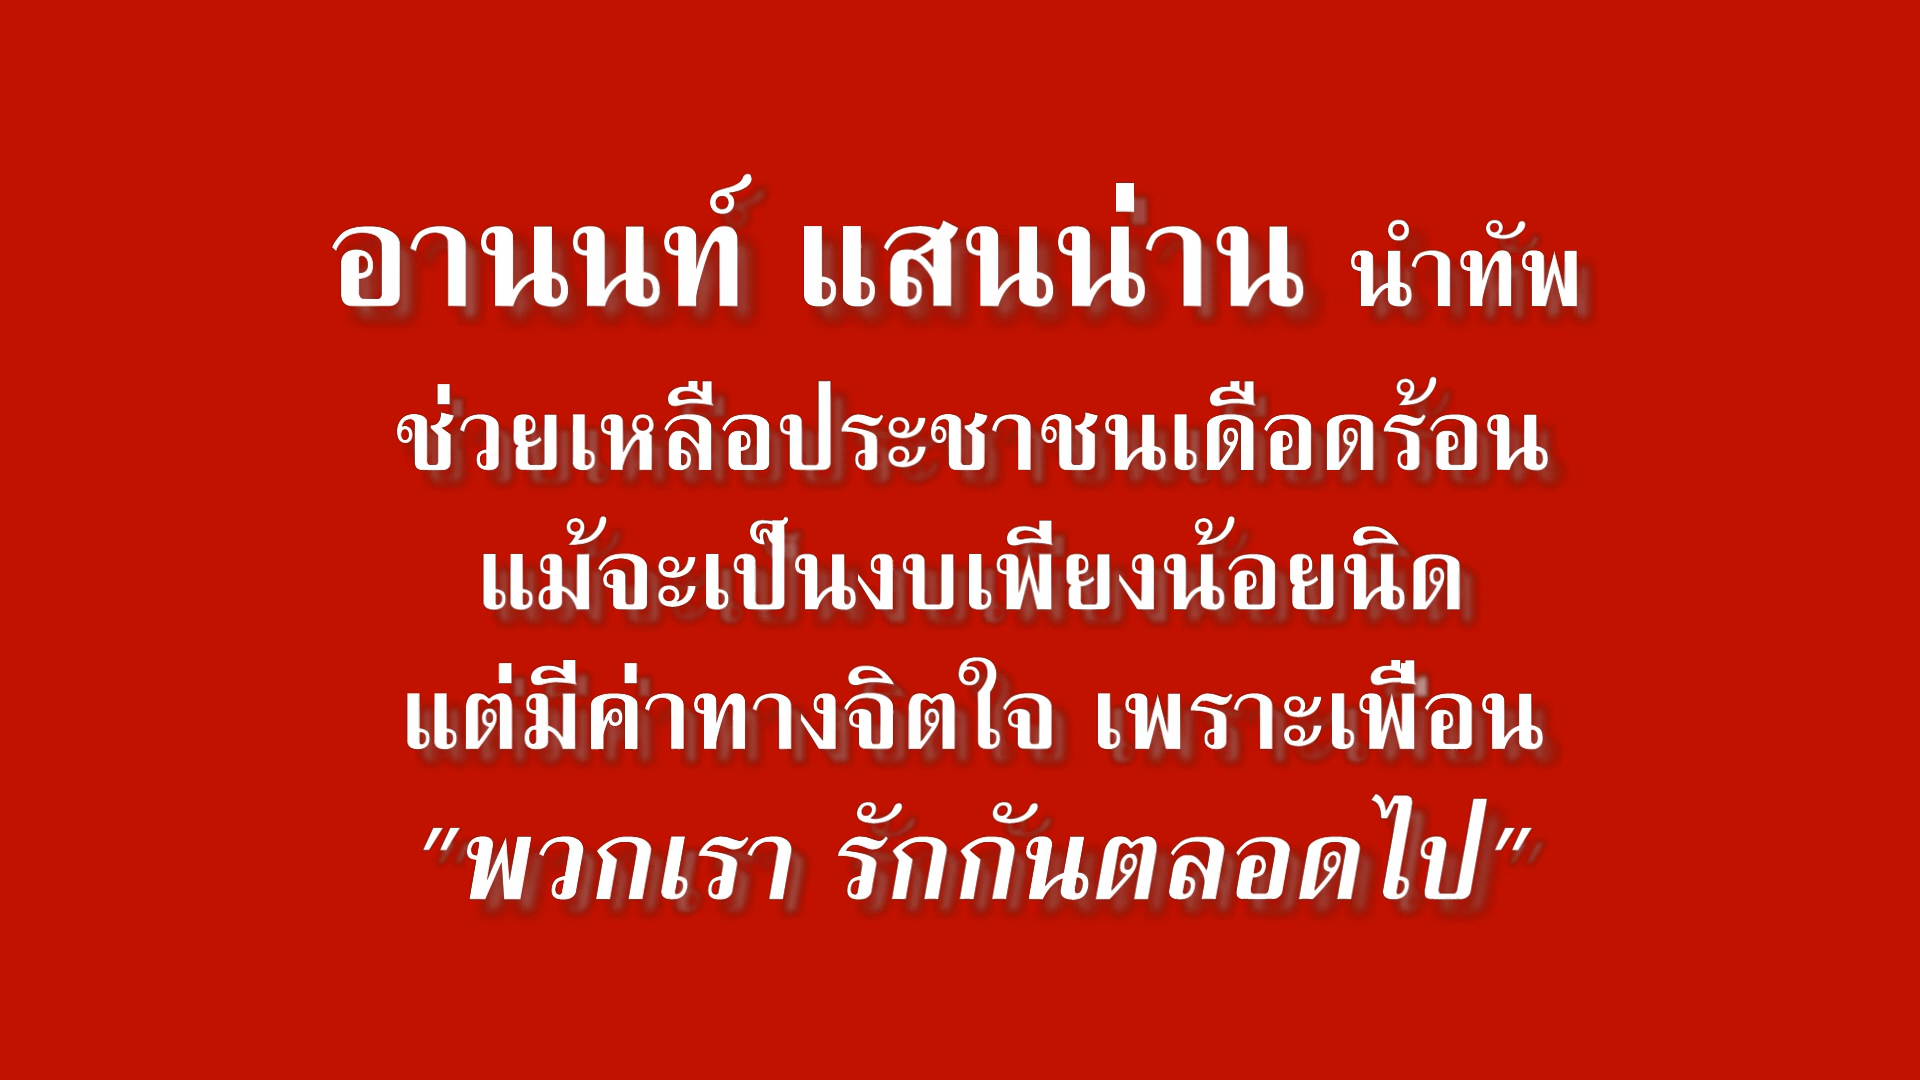 อานนท์ แสนน่าน นำทัพ
ช่วยเหลือประชาชนเดือดร้อน
แม้จะเป็นงบเพียงน้อยนิด
แต่มีค่าทางจิตใจ เพราะเพื่อน
"พวกเรา รักกันตลอดไป"